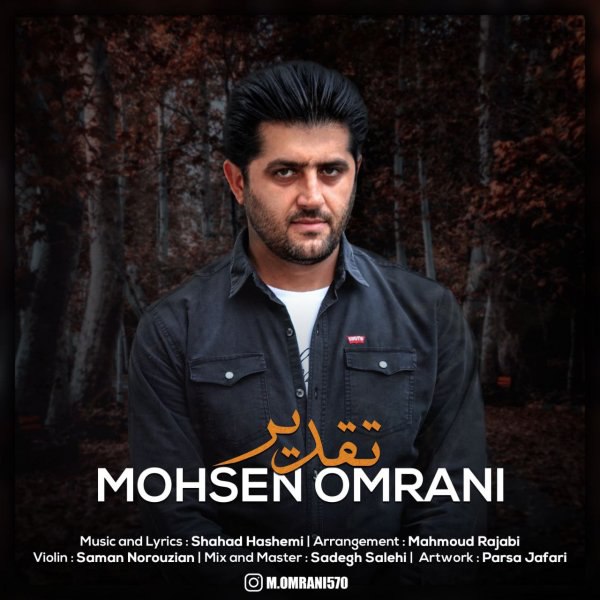 تقدیر
MOHSEN OMRANI
Music and Lyrics : Shahad Hashemi | Arrangement : Mahmoud Rajabi
Violin : Saman Norouzian | Mix and Master : Sadegh Salehi | Artwork : Parsa Jafari
M.OMRANI570